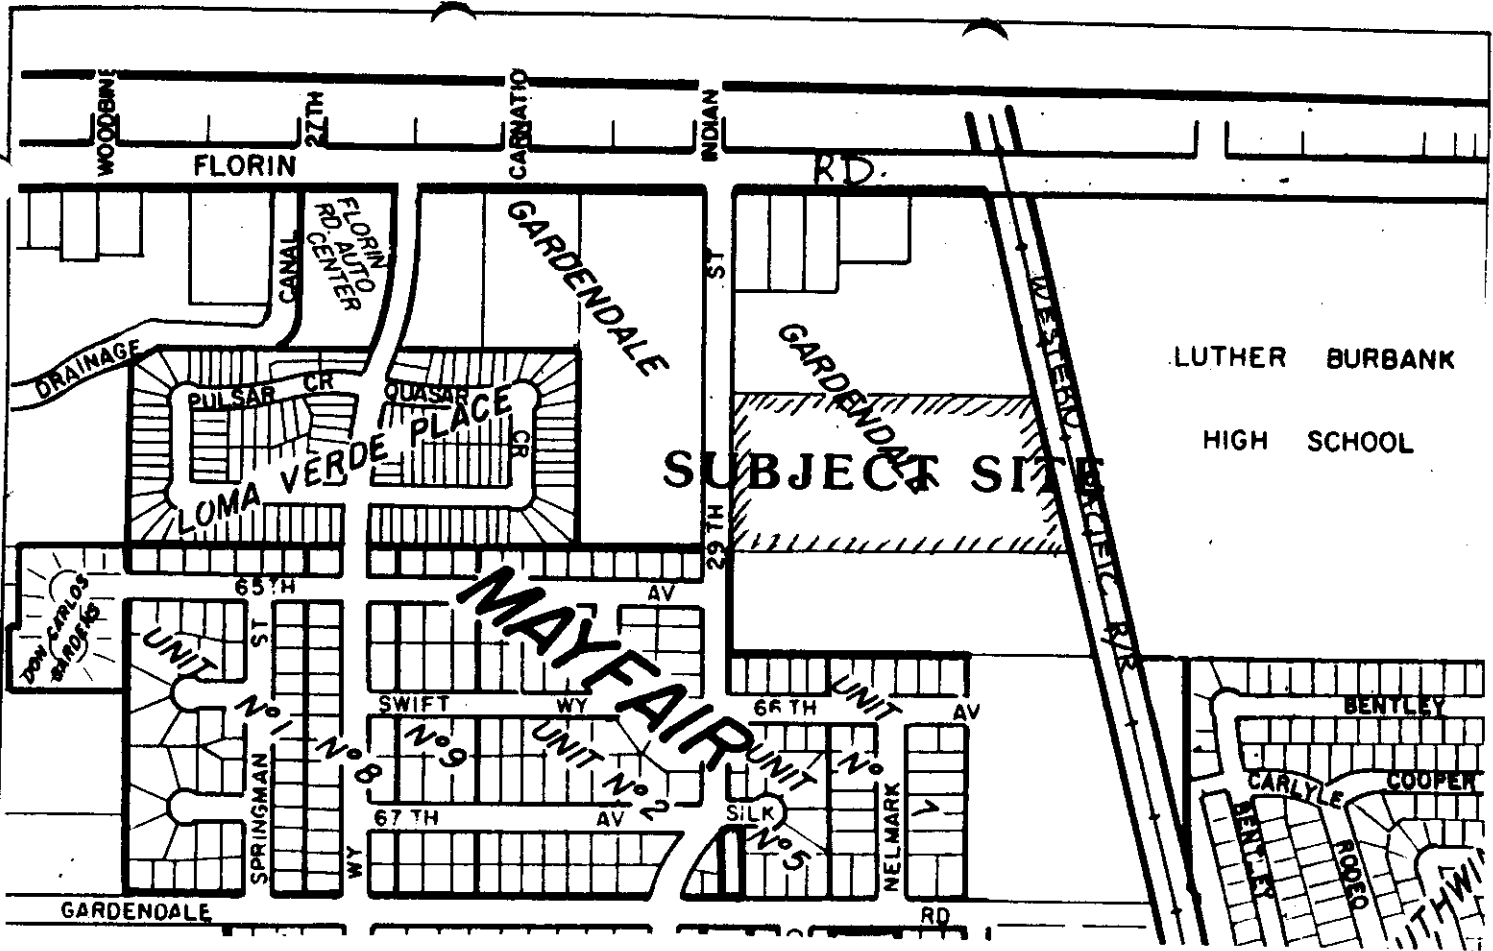 WOODBINE
27TH
CARNATIO
INDIAN
FLORIN
RD.
FLORIN
RD. AUTO
CENTER
CANAL
DRAINAGE
GARDENDALE
ST
GARDENDALE
WESTERN PACIFIC R/R
LUTHER BURBANK
HIGH SCHOOL
PULSAR CR
QUASAR
CR
LOMA VERDE PLACE
SUBJECT SITE
29TH
65TH
AV
DON CARLOS
GARDENS
MAYFAIR
UNIT
Nº1
ST
Nº8
SWIFT WY
Nº9
UNIT Nº2
66TH
AV
UNIT
Nº
1
UNIT
Nº5
SILK
67TH
AV
SPRINGMAN
WY
NELMARK
BENTLEY
CARLYLE
COOPER
BENTLEY
RODEO
GARDENDALE
RD